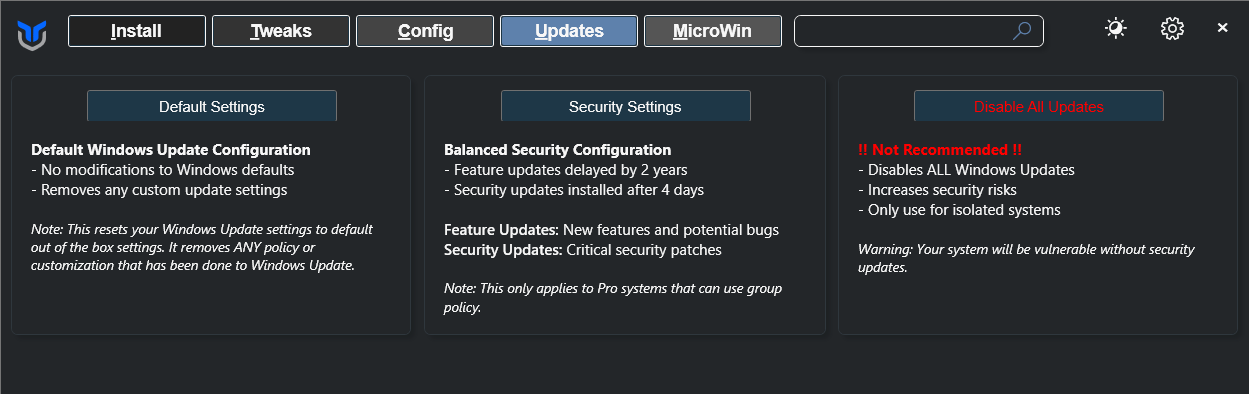 Install
Tweaks
Config
Updates
MicroWin
Default Settings
Default Windows Update Configuration
- No modifications to Windows defaults
- Removes any custom update settings
Note: This resets your Windows Update settings to default
out of the box settings. It removes ANY policy or
customization that has been done to Windows Update.
Security Settings
Balanced Security Configuration
- Feature updates delayed by 2 years
- Security updates installed after 4 days
Feature Updates: New features and potential bugs
Security Updates: Critical security patches
Note: This only applies to Pro systems that can use group
policy.
Disable All Updates
!! Not Recommended !!
- Disables ALL Windows Updates
- Increases security risks
- Only use for isolated systems
Warning: Your system will be vulnerable without security
updates.